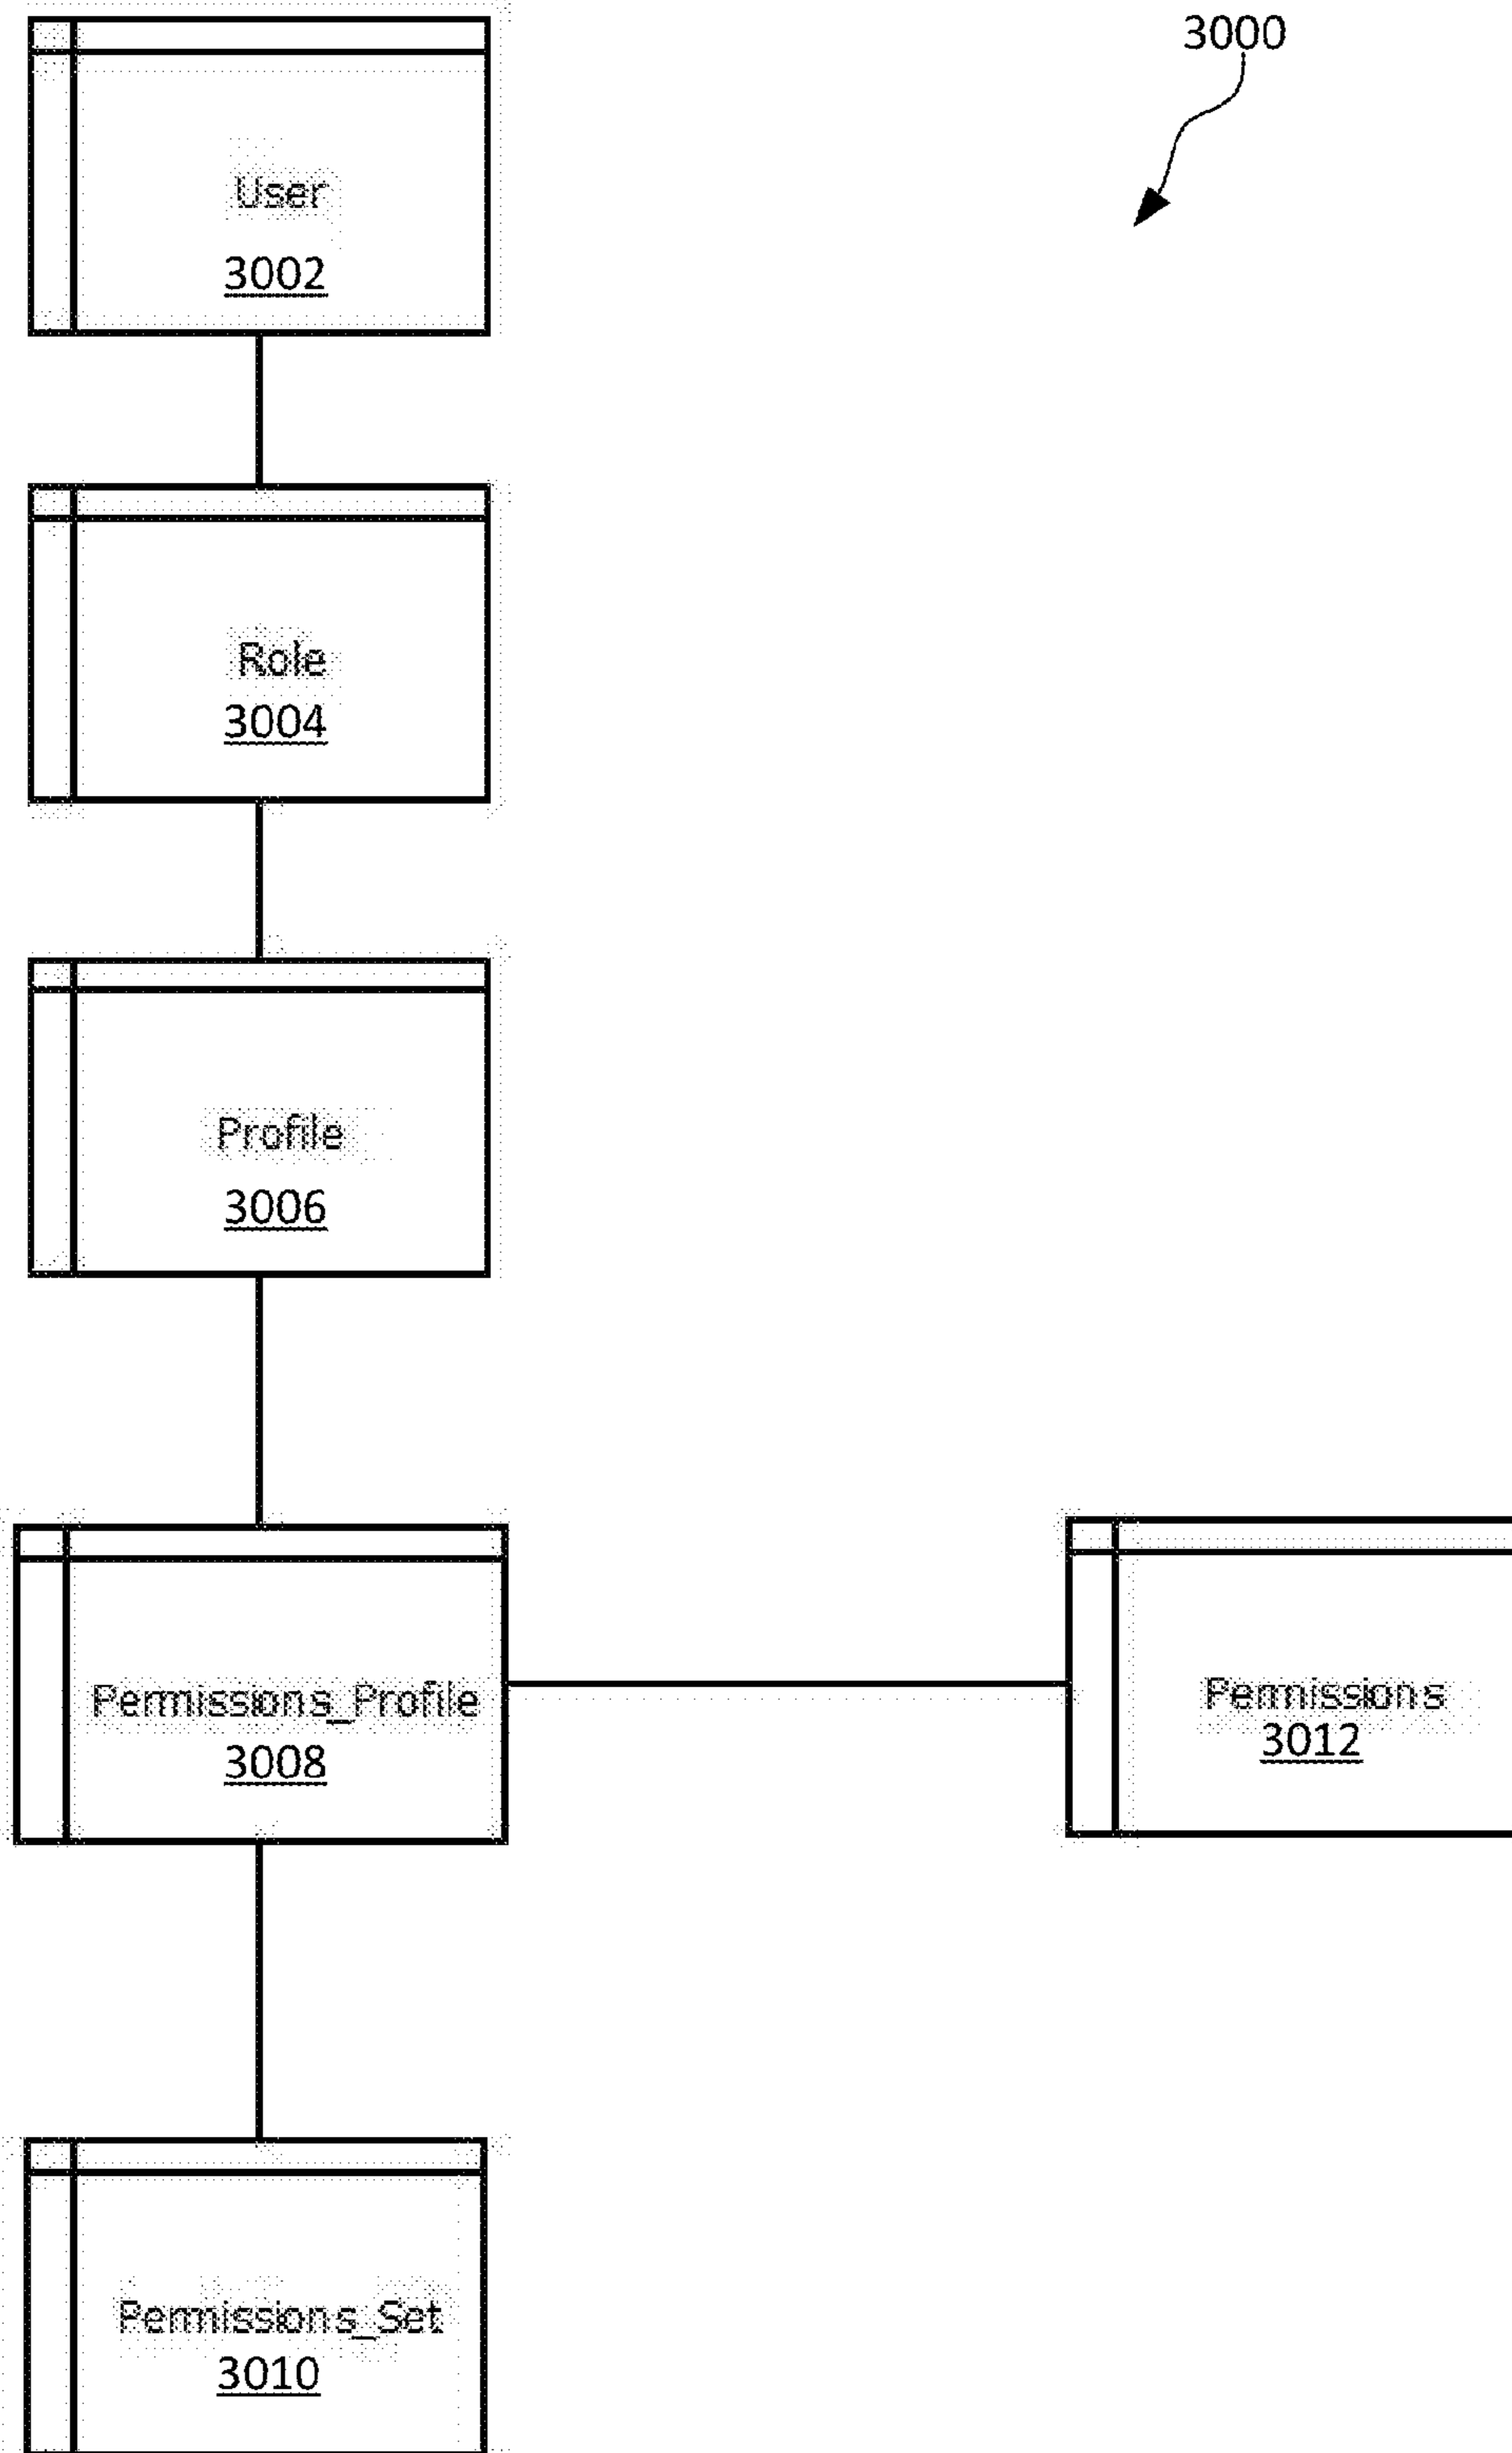 3000
User
3002
Role
3004
Profile
3006
Permissions_Profile
3008
Permissions
3012
Permissions_Set
3010